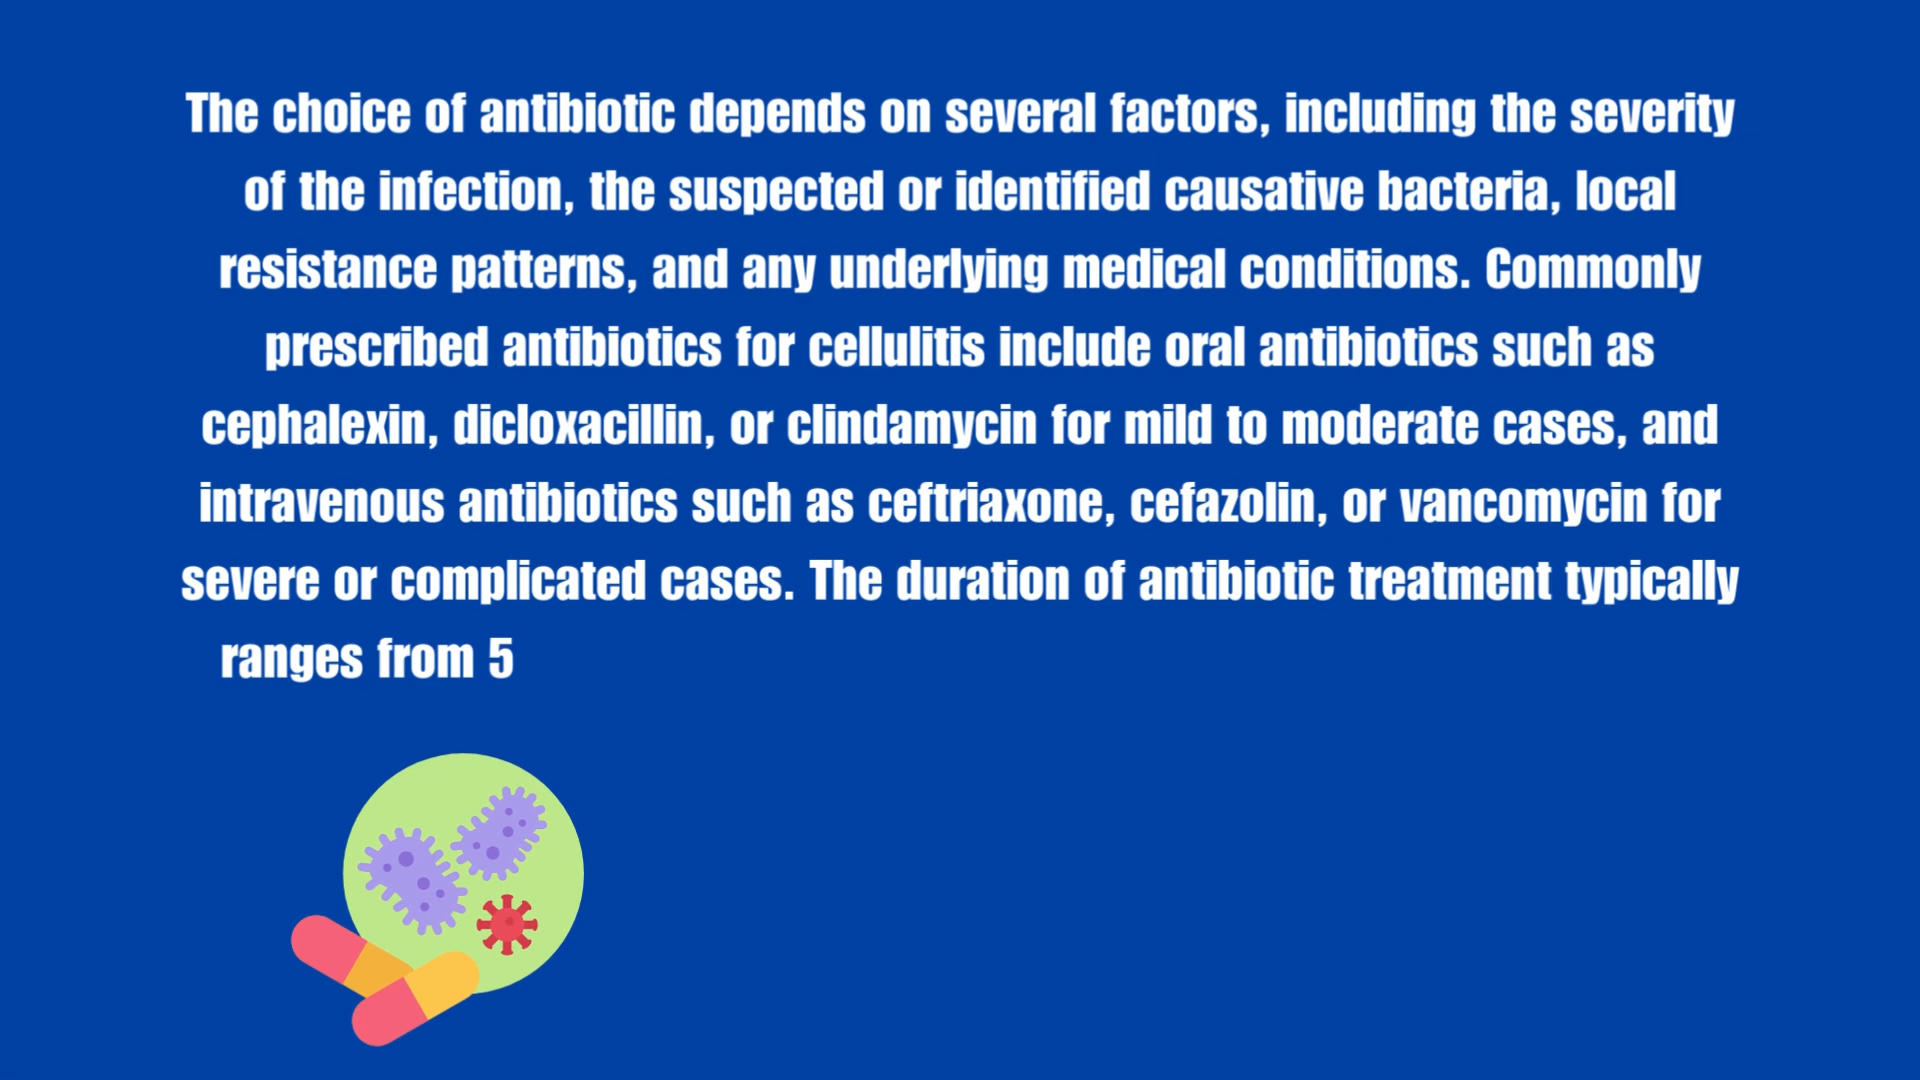 The choice of antibiotic depends on several factors, including the severity
of the infection, the suspected or identified causative bacteria, local
resistance patterns, and any underlying medical conditions. Commonly
prescribed antibiotics for cellulitis include oral antibiotics such as
cephalexin, dicloxacillin, or clindamycin for mild to moderate cases, and
intravenous antibiotics such as ceftriaxone, cefazolin, or vancomycin for
severe or complicated cases. The duration of antibiotic treatment typically
ranges from 5